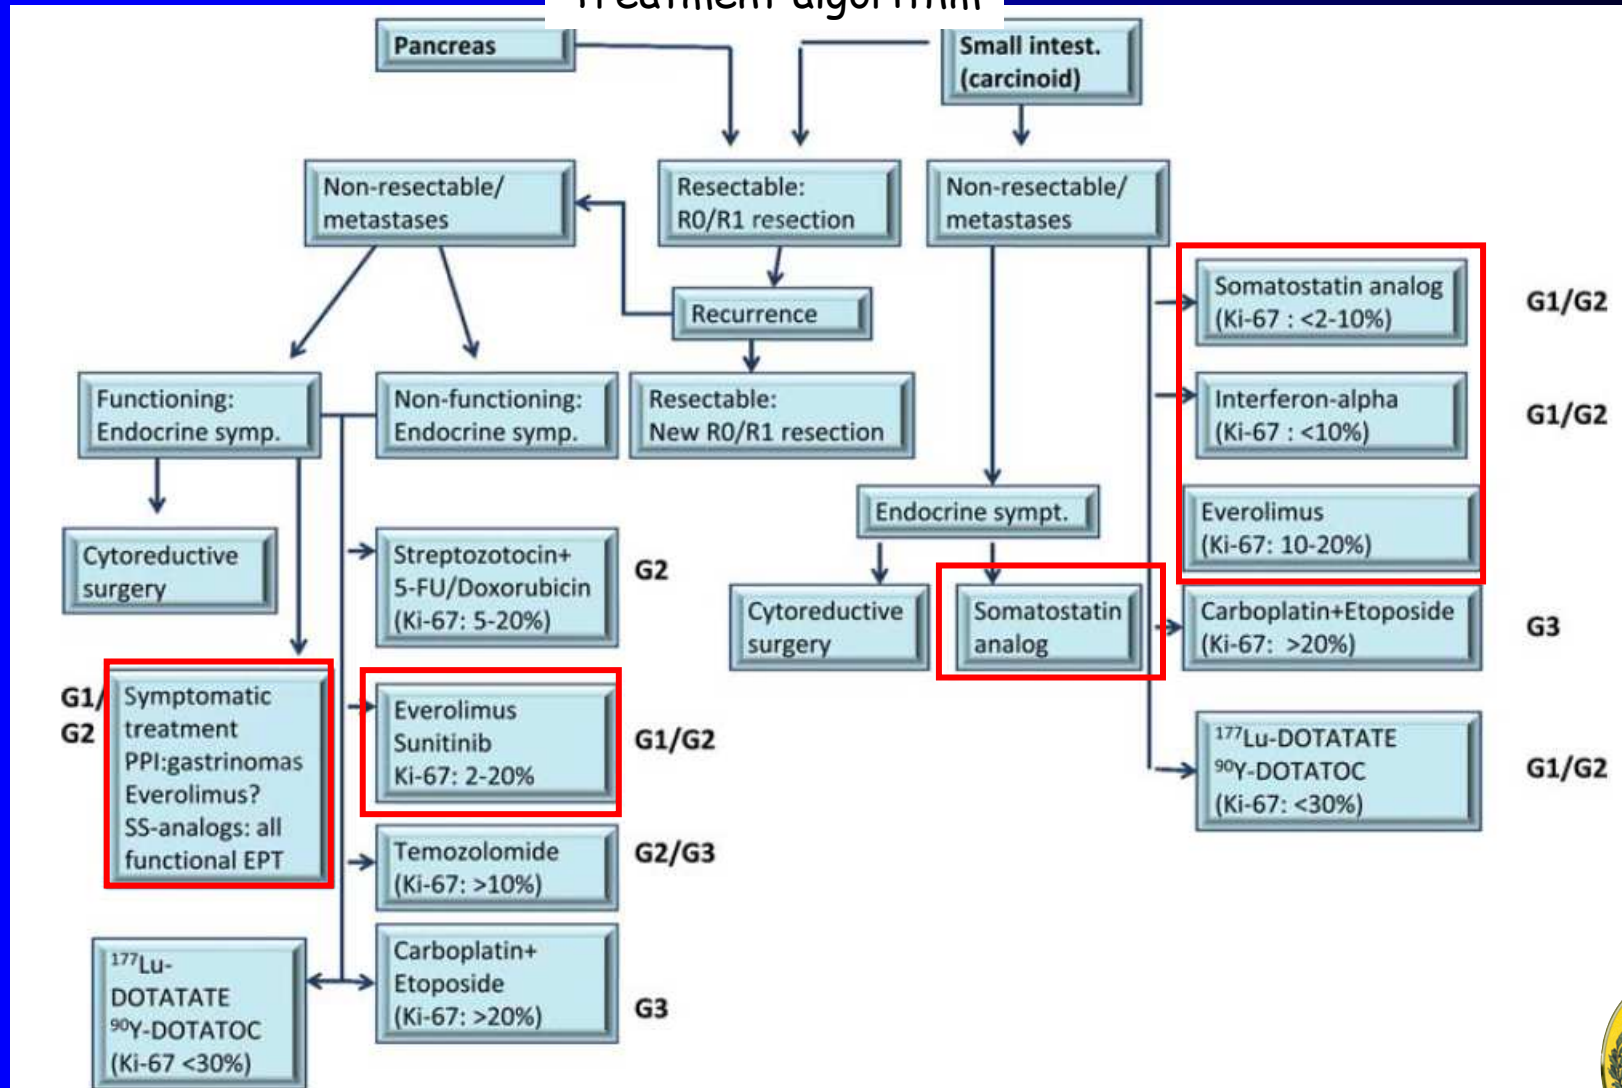 Treatment algorithm
Pancreas
Small intest.
(carcinoid)
Non-resectable/
metastases
Resectable:
R0/R1 resection
Non-resectable/
metastases
Recurrence
Somatostatin analog
(Ki-67 : <2-10%)
G1/G2
Functioning:
Endocrine symp.
Non-functioning:
Endocrine symp.
Resectable:
New R0/R1 resection
Interferon-alpha
(Ki-67 : <10%)
G1/G2
Endocrine sympt.
Everolimus
(Ki-67: 10-20%)
Cytoreductive
surgery
Streptozotocin+
5-FU/Doxorubicin
(Ki-67: 5-20%)
G2
Cytoreductive
surgery
Somatostatin
analog
Carboplatin+Etoposide
(Ki-67: >20%)
G3
G1/
G2
Symptomatic
treatment
PPI:gastrinomas
Everolimus?
SS-analogs: all
functional EPT
Everolimus
Sunitinib
Ki-67: 2-20%
G1/G2
¹⁷⁷Lu-DOTATATE
⁹⁰Y-DOTATOC
(Ki-67: <30%)
G1/G2
Temozolomide
(Ki-67: >10%)
G2/G3
¹⁷⁷Lu-
DOTATATE
⁹⁰Y-DOTATOC
(Ki-67 <30%)
Carboplatin+
Etoposide
(Ki-67: >20%)
G3